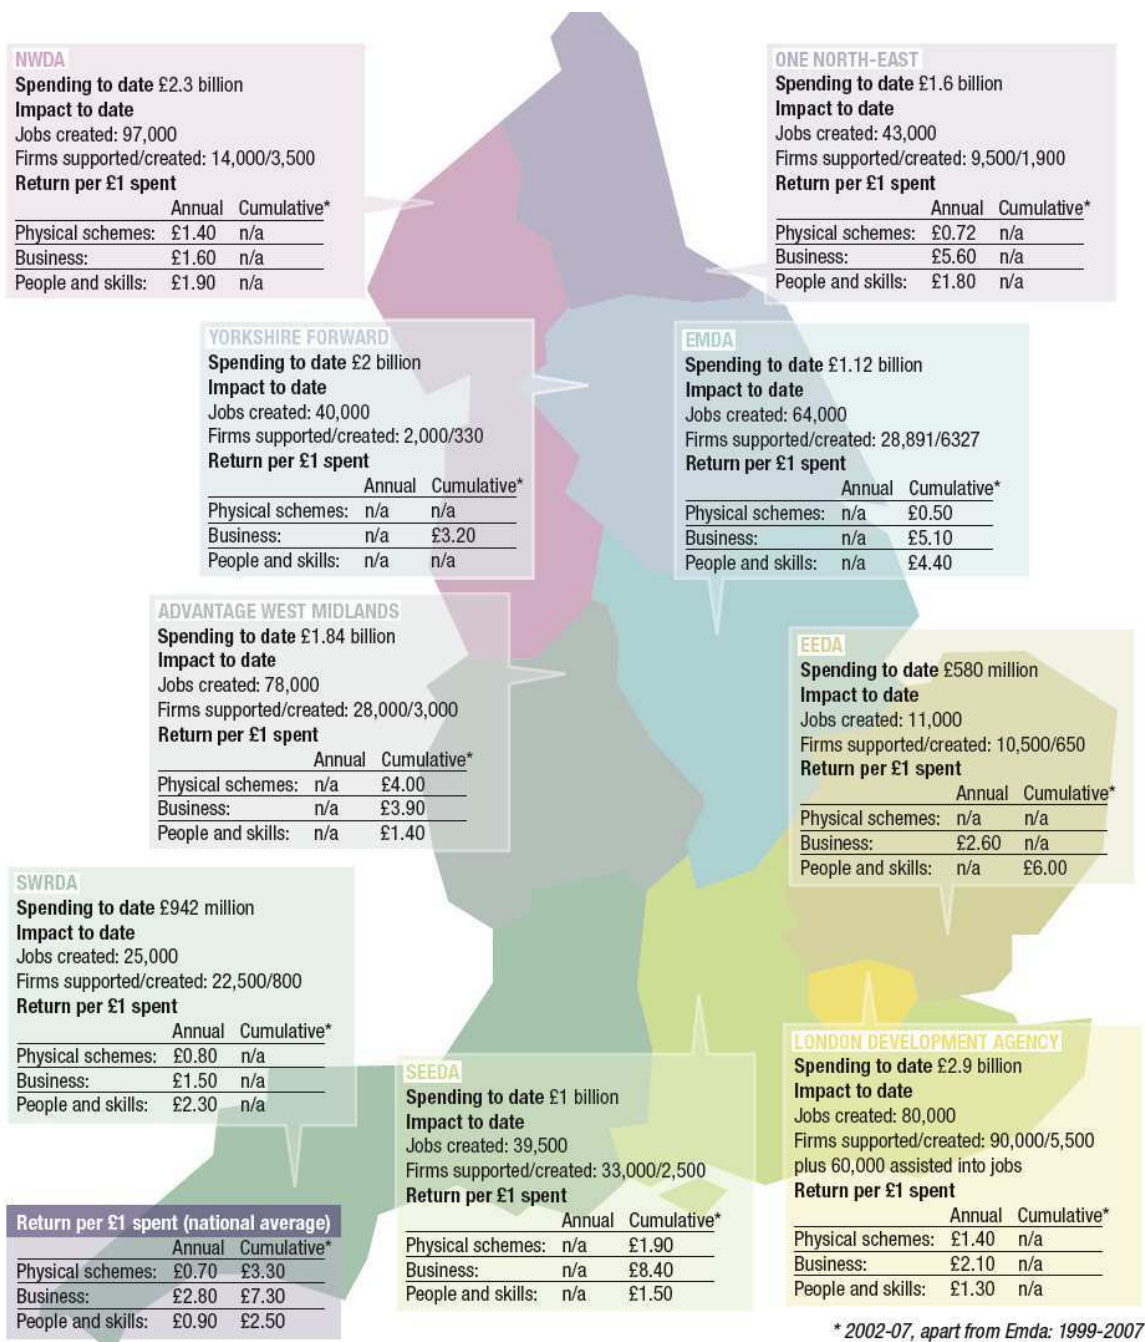 NWDA
Spending to date £2.3 billion
Impact to date
Jobs created: 97,000
Firms supported/created: 14,000/3,500
Return per £1 spent
Annual Cumulative*
Physical schemes: £1.40 n/a
Business: £1.60 n/a
People and skills: £1.90 n/a
ONE NORTH-EAST
Spending to date £1.6 billion
Impact to date
Jobs created: 43,000
Firms supported/created: 9,500/1,900
Return per £1 spent
Annual Cumulative*
Physical schemes: £0.72 n/a
Business: £5.60 n/a
People and skills: £1.80 n/a
YORKSHIRE FORWARD
Spending to date £2 billion
Impact to date
Jobs created: 40,000
Firms supported/created: 2,000/330
Return per £1 spent
Annual Cumulative*
Physical schemes: n/a n/a
Business: n/a £3.20
People and skills: n/a n/a
EMDA
Spending to date £1.12 billion
Impact to date
Jobs created: 64,000
Firms supported/created: 28,891/6327
Return per £1 spent
Annual Cumulative*
Physical schemes: n/a £0.50
Business: n/a £5.10
People and skills: n/a £4.40
ADVANTAGE WEST MIDLANDS
Spending to date £1.84 billion
Impact to date
Jobs created: 78,000
Firms supported/created: 28,000/3,000
Return per £1 spent
Annual Cumulative*
Physical schemes: n/a £4.00
Business: n/a £3.90
People and skills: n/a £1.40
EEDA
Spending to date £580 million
Impact to date
Jobs created: 11,000
Firms supported/created: 10,500/650
Return per £1 spent
Annual Cumulative*
Physical schemes: n/a n/a
Business: £2.60 n/a
People and skills: n/a £6.00
SWRDA
Spending to date £942 million
Impact to date
Jobs created: 25,000
Firms supported/created: 22,500/800
Return per £1 spent
Annual Cumulative*
Physical schemes: £0.80 n/a
Business: £1.50 n/a
People and skills: £2.30 n/a
SEEDA
Spending to date £1 billion
Impact to date
Jobs created: 39,500
Firms supported/created: 33,000/2,500
Return per £1 spent
Annual Cumulative*
Physical schemes: n/a £1.90
Business: n/a £8.40
People and skills: n/a £1.50
LONDON DEVELOPMENT AGENCY
Spending to date £2.9 billion
Impact to date
Jobs created: 80,000
Firms supported/created: 90,000/5,500
plus 60,000 assisted into jobs
Return per £1 spent
Annual Cumulative*
Physical schemes: £1.40 n/a
Business: £2.10 n/a
People and skills: £1.30 n/a
Return per £1 spent (national average)
Annual Cumulative*
Physical schemes: £0.70 £3.30
Business: £2.80 £7.30
People and skills: £0.90 £2.50
* 2002-07, apart from Emda: 1999-2007